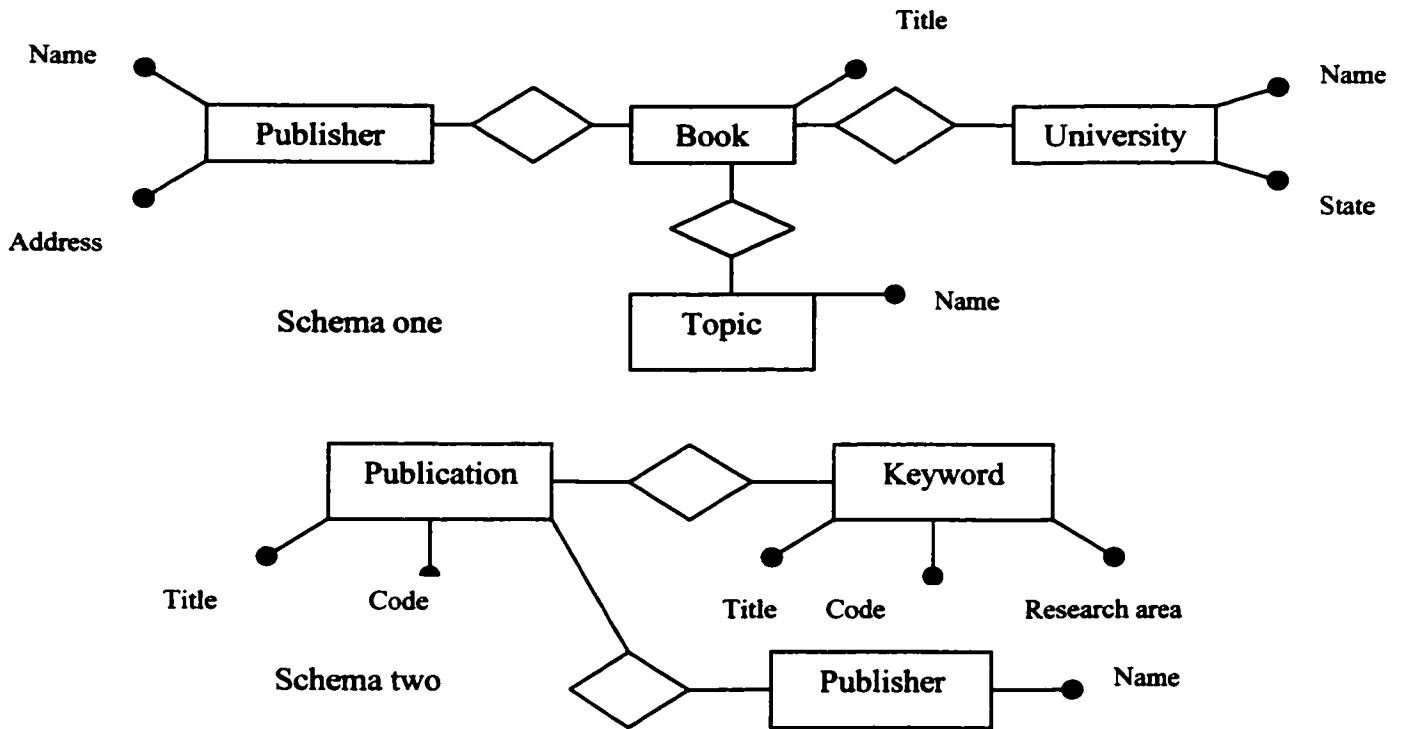 Title
Name
Name
Publisher
Book
University
State
Address
Name
Schema one
Topic
Publication
Keyword
Title
Code
Title
Code
Research area
Schema two
Publisher
Name